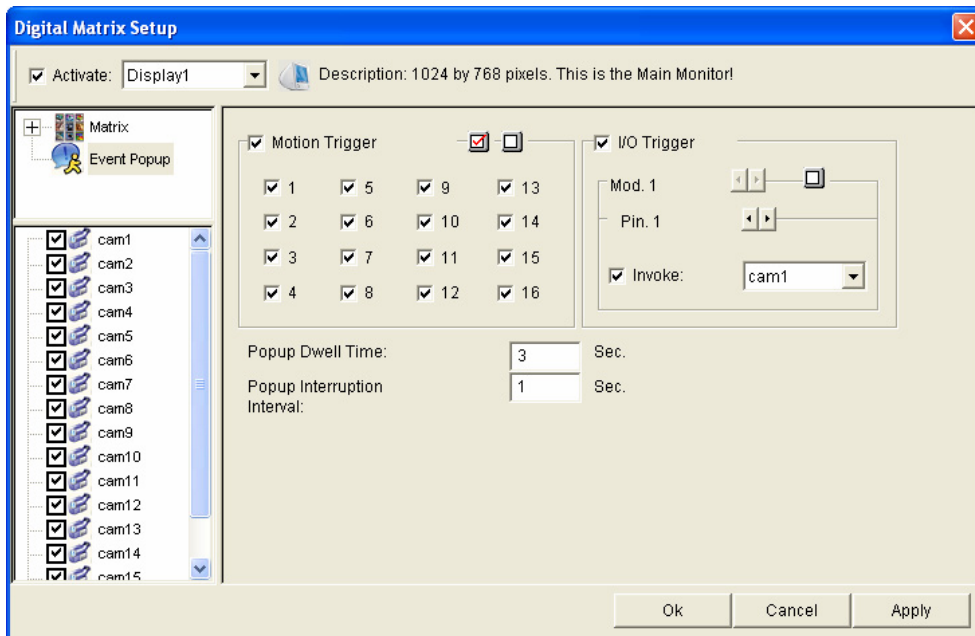 Digital Matrix Setup
Activate: Display1 Description: 1024 by 768 pixels. This is the Main Monitor!
Matrix
Event Popup
cam1
cam2
cam3
cam4
cam5
cam6
cam7
cam8
cam9
cam10
cam11
cam12
cam13
cam14
cam15
Motion Trigger
1 5 9 13
2 6 10 14
3 7 11 15
4 8 12 16
I/O Trigger
Mod. 1
Pin. 1
Invoke: cam1
Popup Dwell Time: 3 Sec.
Popup Interruption
Interval: 1 Sec.
Ok Cancel Apply